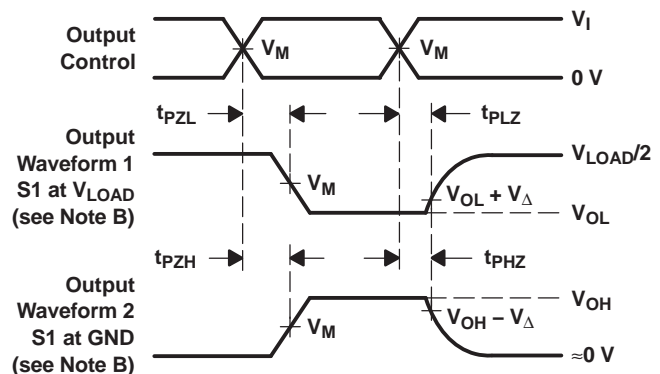 Output
Control
V_I
V_M
V_M
0 V
t_PZL
t_PLZ
Output
Waveform 1
S1 at V_LOAD
(see Note B)
V_LOAD/2
V_M
V_OL + V_Δ
V_OL
t_PZH
t_PHZ
Output
Waveform 2
S1 at GND
(see Note B)
V_OH
V_M
V_OH − V_Δ
≈0 V